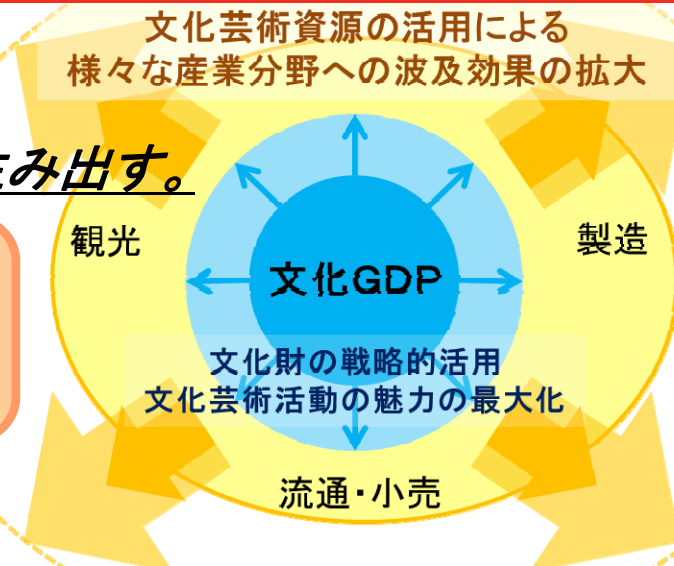 文化芸術資源の活用による
様々な産業分野への波及効果の拡大
み出す。
観光
製造
文化GDP
文化財の戦略的活用
文化芸術活動の魅力の最大化
流通・小売